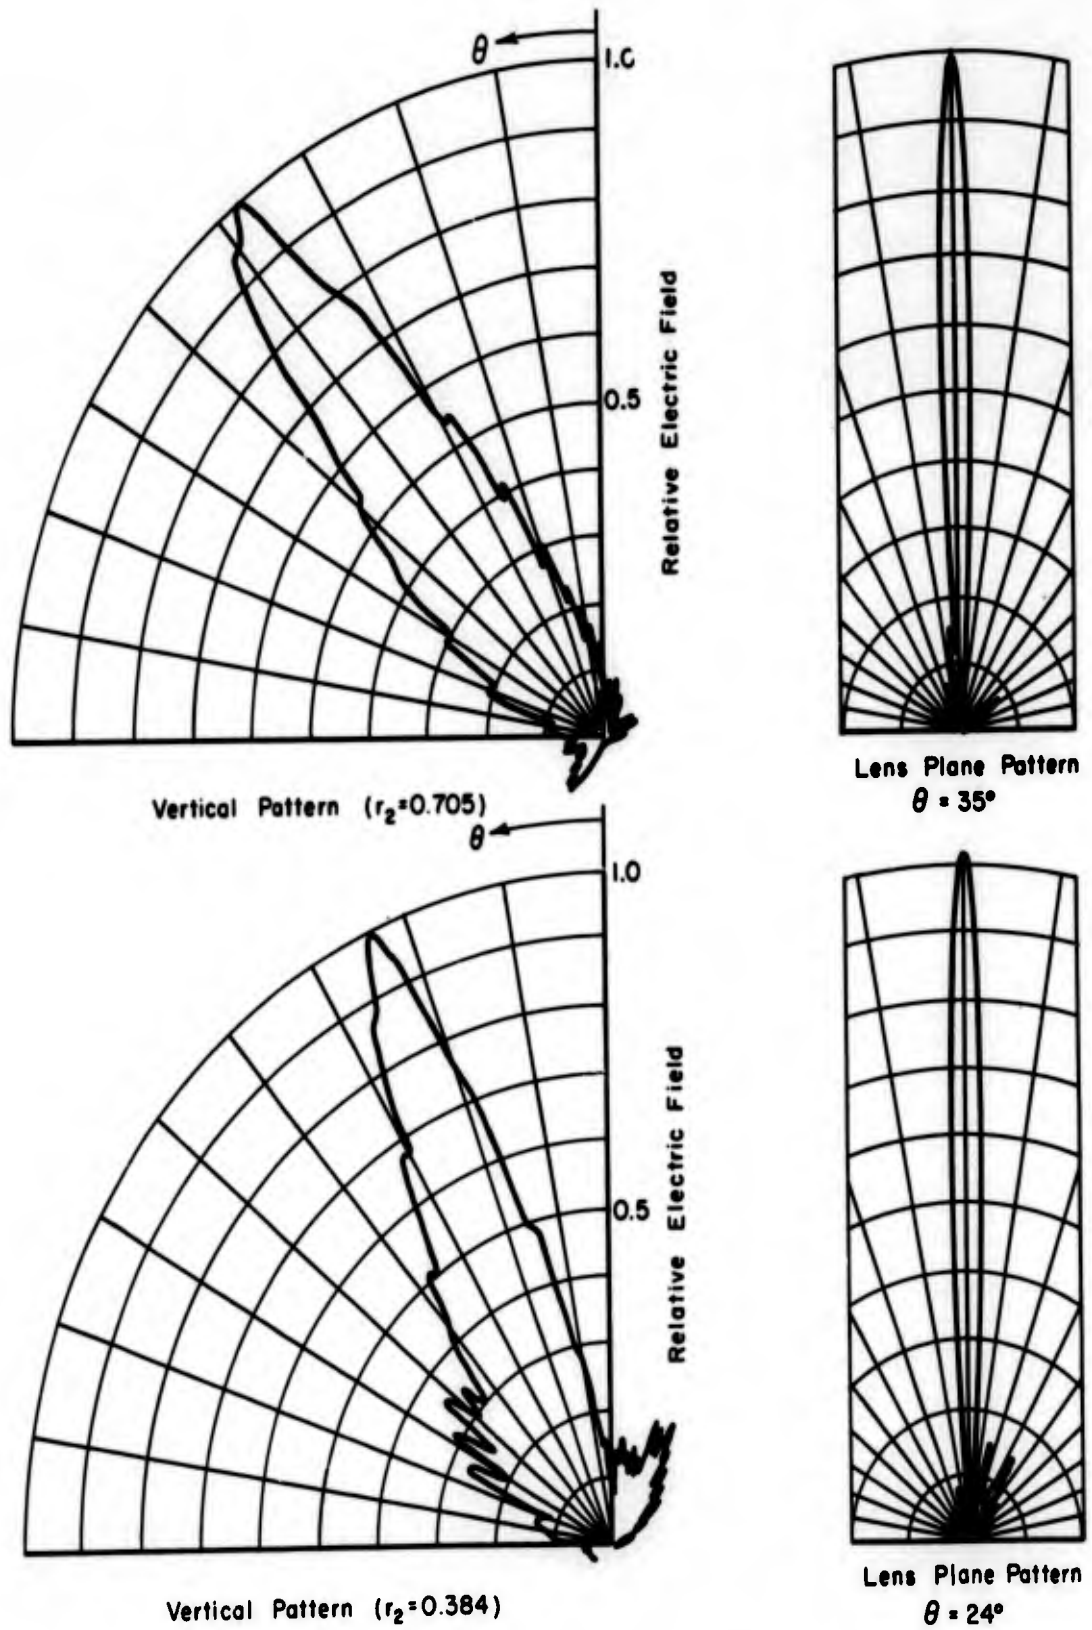 θ
1.0
0.5
Relative Electric Field
Vertical Pattern (r₂=0.705)
Lens Plane Pattern
θ = 35°
θ
1.0
0.5
Relative Electric Field
Vertical Pattern (r₂=0.384)
Lens Plane Pattern
θ = 24°